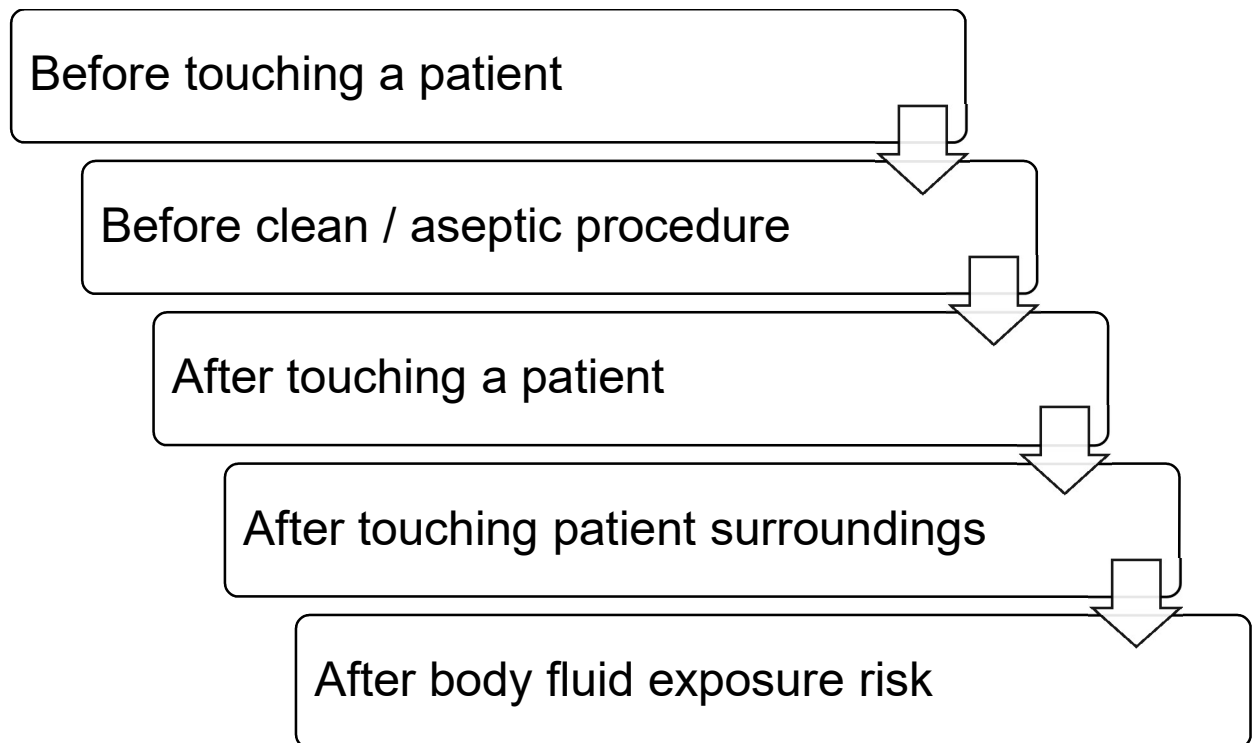 Before touching a patient
Before clean / aseptic procedure
After touching a patient
After touching patient surroundings
After body fluid exposure risk